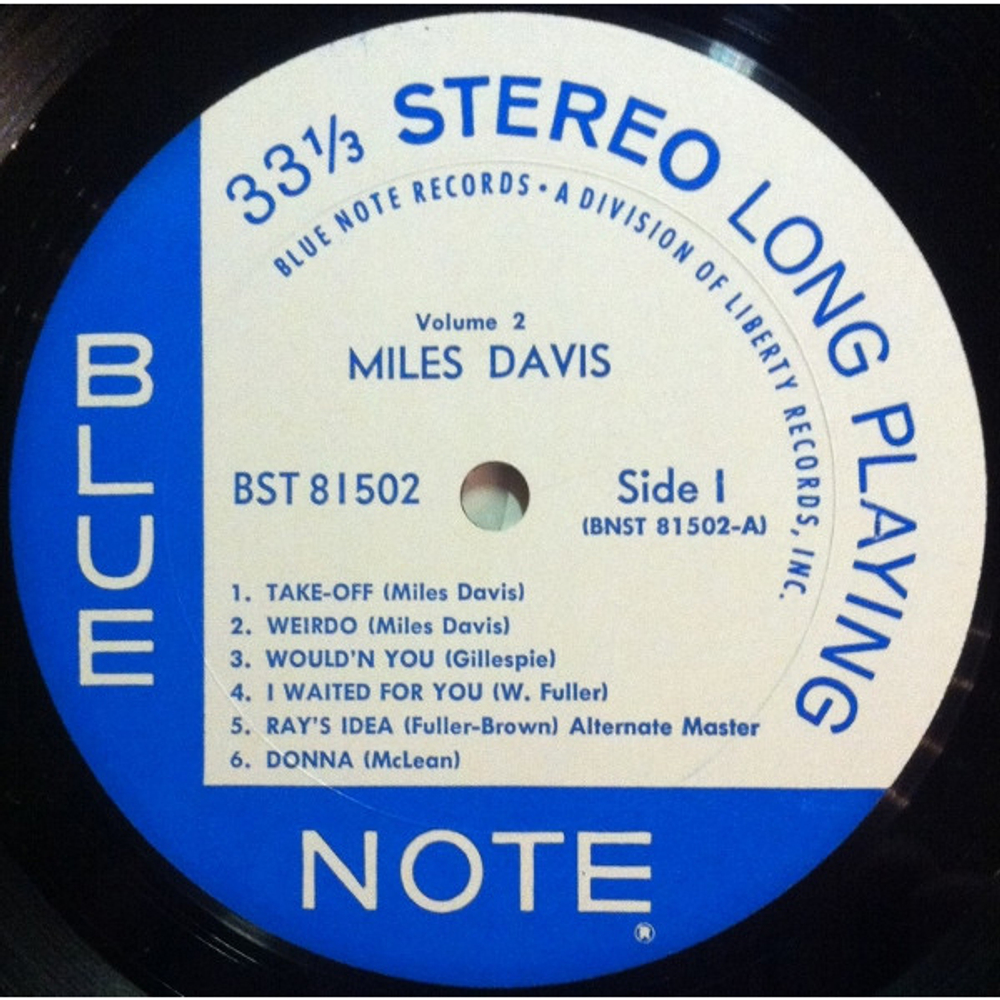 33⅓ STEREO LONG PLAYING
BLUE NOTE RECORDS • A DIVISION OF LIBERTY RECORDS, INC.
Volume 2
MILES DAVIS
BST 81502
Side 1
(BNST 81502-A)
1. TAKE-OFF (Miles Davis)
2. WEIRDO (Miles Davis)
3. WOULD'N YOU (Gillespie)
4. I WAITED FOR YOU (W. Fuller)
5. RAY'S IDEA (Fuller-Brown) Alternate Master
6. DONNA (McLean)
BLUE
NOTE
®